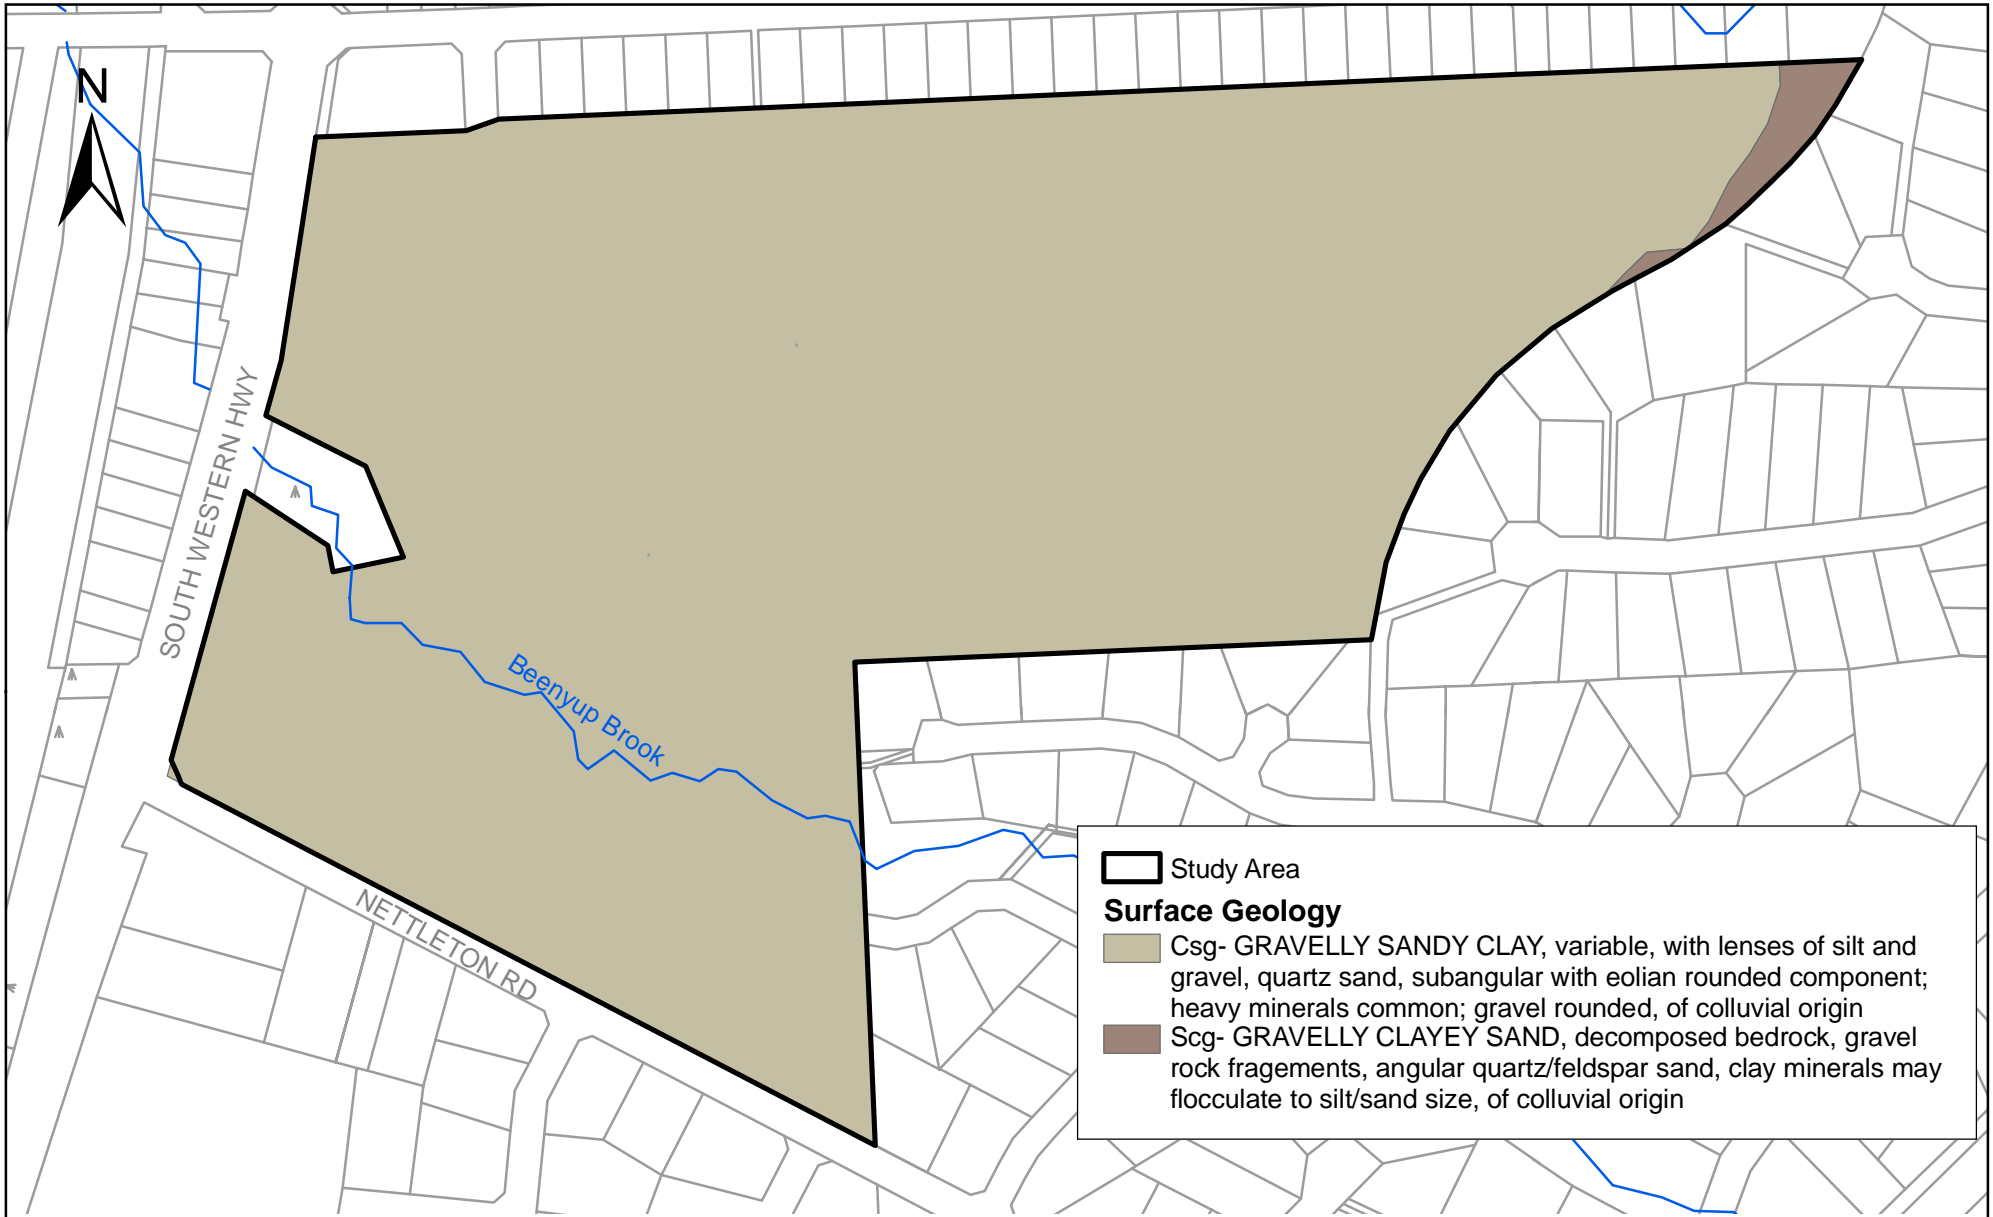 N
SOUTH WESTERN HWY
Beenyup Brook
NETTLETON RD
Study Area
Surface Geology
Csg- GRAVELLY SANDY CLAY, variable, with lenses of silt and
gravel, quartz sand, subangular with eolian rounded component;
heavy minerals common; gravel rounded, of colluvial origin
Scg- GRAVELLY CLAYEY SAND, decomposed bedrock, gravel
rock fragements, angular quartz/feldspar sand, clay minerals may
flocculate to silt/sand size, of colluvial origin